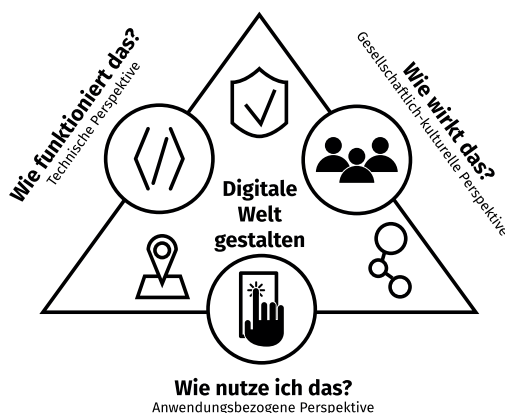 Wie funktioniert das?
Technische Perspektive
Wie wirkt das?
Gesellschaftlich-kulturelle Perspektive
Digitale
Welt
gestalten
Wie nutze ich das?
Anwendungsbezogene Perspektive